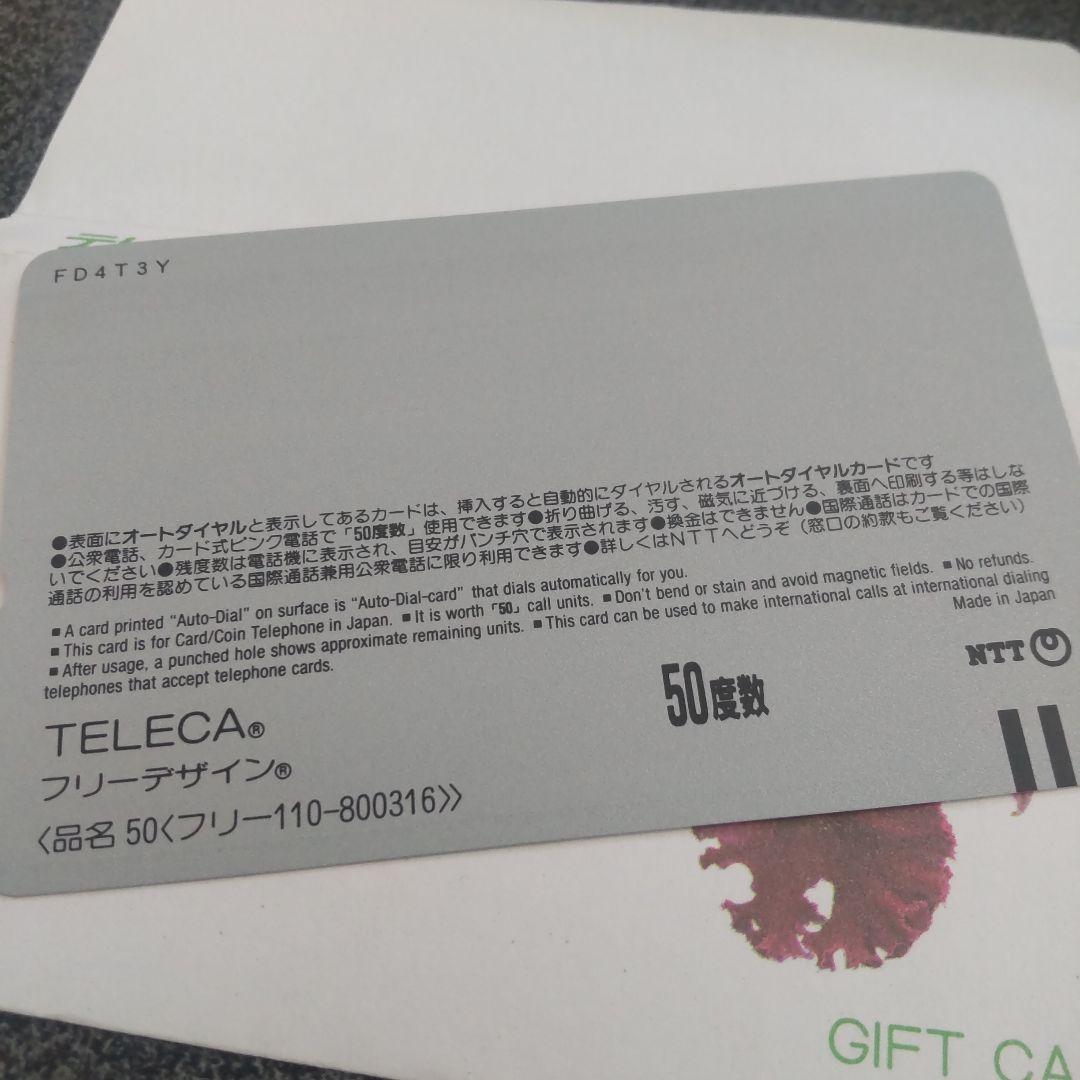 FD4T3Y
●表面にオートダイヤルと表示してあるカードは、挿入すると自動的にダイヤルされるオートダイヤルカードです
●公衆電話、カード式ピンク電話で「50度数」使用できます●折り曲げる、汚す、磁気に近づける、裏面へ印刷する等はしな
いでください●残度数は電話機に表示され、目安がパンチ穴で表示されます●換金はできません●国際通話はカードでの国際
通話の利用を認めている国際通話兼用公衆電話に限り利用できます●詳しくはNTTへどうぞ(窓口の約款もご覧ください)
■A card printed “Auto-Dial” on surface is “Auto-Dial-card” that dials automatically for you.
■This card is for Card/Coin Telephone in Japan. ■It is worth「50」call units. ■Don't bend or stain and avoid magnetic fields. ■No refunds.
■After usage, a punched hole shows approximate remaining units. ■This card can be used to make international calls at international dialing
telephones that accept telephone cards.
Made in Japan
NTT
50度数
TELECA®
フリーデザイン®
〈品名 50〈フリー110-800316〉〉
GIFT CA